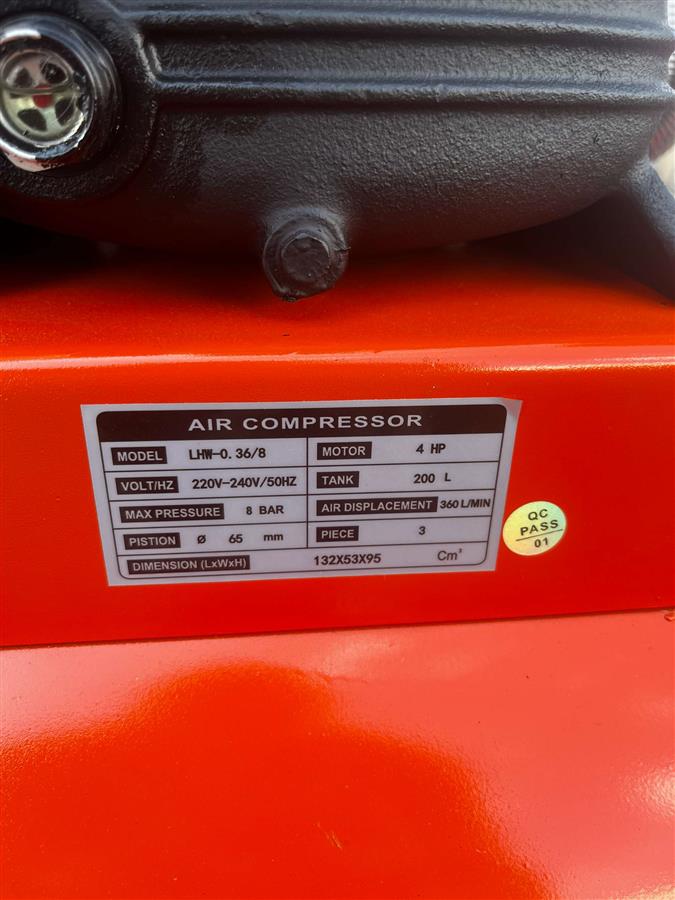 AIR COMPRESSOR
MODEL LHW-0.36/8 MOTOR 4 HP
VOLT/HZ 220V-240V/50HZ TANK 200 L
MAX PRESSURE 8 BAR AIR DISPLACEMENT 360L/MIN
PISTION Ø 65 mm PIECE 3
DIMENSION (LxWxH) 132X53X95 Cm³
QC
PASS
01